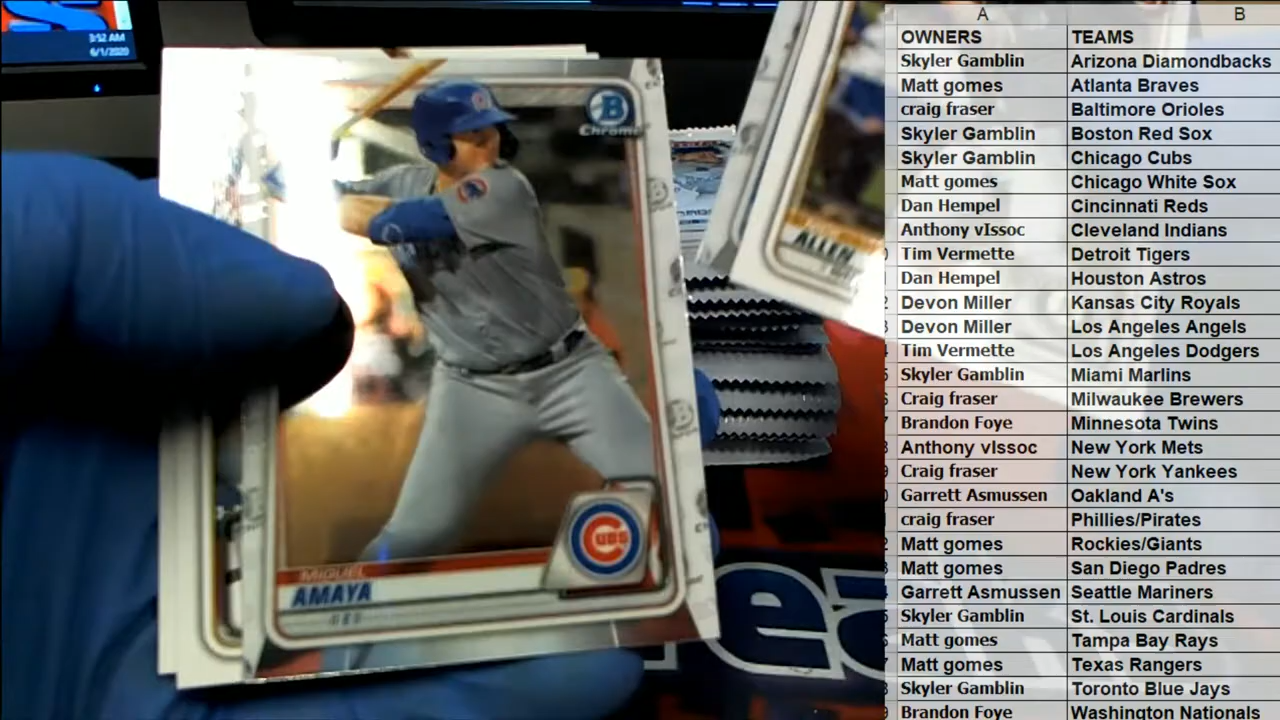 3:52 AM
6/1/2020
B
Chrome
ALLEN
CUBS
MIGUEL
AMAYA
ea
A B
OWNERS TEAMS
Skyler Gamblin Arizona Diamondbacks
Matt gomes Atlanta Braves
craig fraser Baltimore Orioles
Skyler Gamblin Boston Red Sox
Skyler Gamblin Chicago Cubs
Matt gomes Chicago White Sox
Dan Hempel Cincinnati Reds
Anthony vIssoc Cleveland Indians
Tim Vermette Detroit Tigers
Dan Hempel Houston Astros
Devon Miller Kansas City Royals
Devon Miller Los Angeles Angels
Tim Vermette Los Angeles Dodgers
Skyler Gamblin Miami Marlins
Craig fraser Milwaukee Brewers
Brandon Foye Minnesota Twins
Anthony vIssoc New York Mets
Craig fraser New York Yankees
Garrett Asmussen Oakland A's
craig fraser Phillies/Pirates
Matt gomes Rockies/Giants
Matt gomes San Diego Padres
Garrett Asmussen Seattle Mariners
Skyler Gamblin St. Louis Cardinals
Matt gomes Tampa Bay Rays
Matt gomes Texas Rangers
Skyler Gamblin Toronto Blue Jays
Brandon Foye Washington Nationals